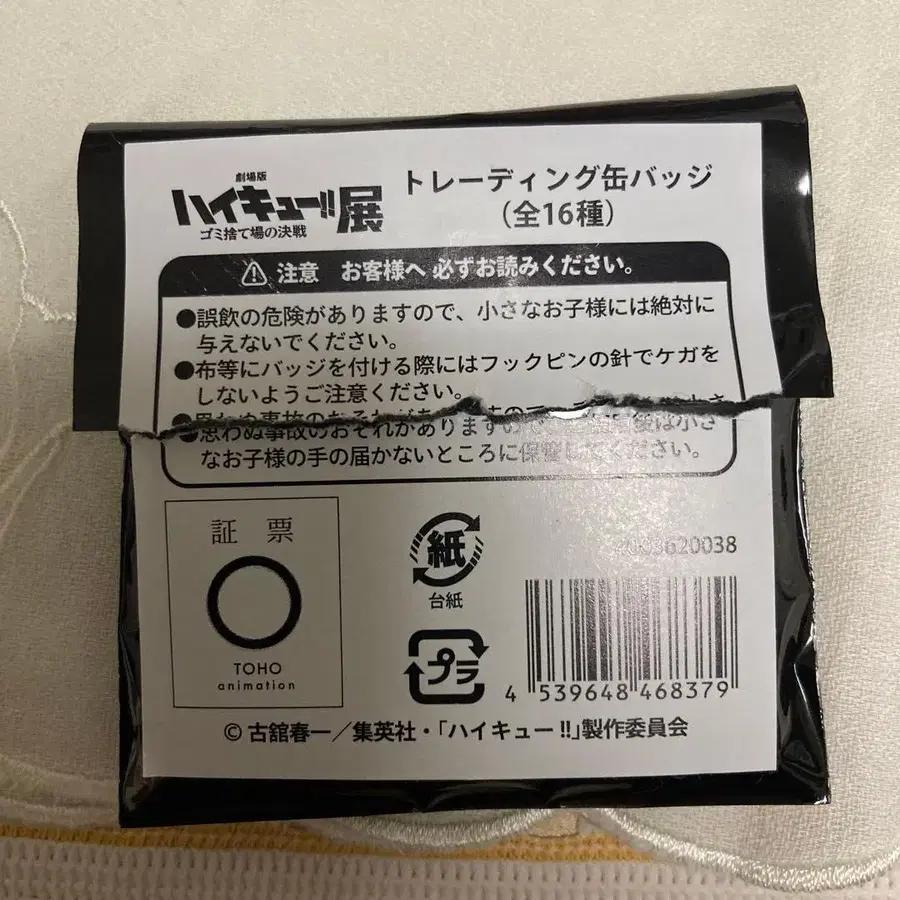 劇場版
ハイキュー!!展
ゴミ捨て場の決戦
トレーディング缶バッジ
(全16種)
注意 お客様へ 必ずお読みください。
●誤飲の危険がありますので、小さなお子様には絶対に
与えないでください。
●布等にバッジを付ける際にはフックピンの針でケガを
しないようご注意ください。
●思わぬ事故のおそれがありますので、
後は小さ
なお子様の手の届かないところに保管してください。
証票
TOHO
animation
紙
台紙
プラ
620038
4 539648 468379
© 古舘春一／集英社・「ハイキュー!!」製作委員会